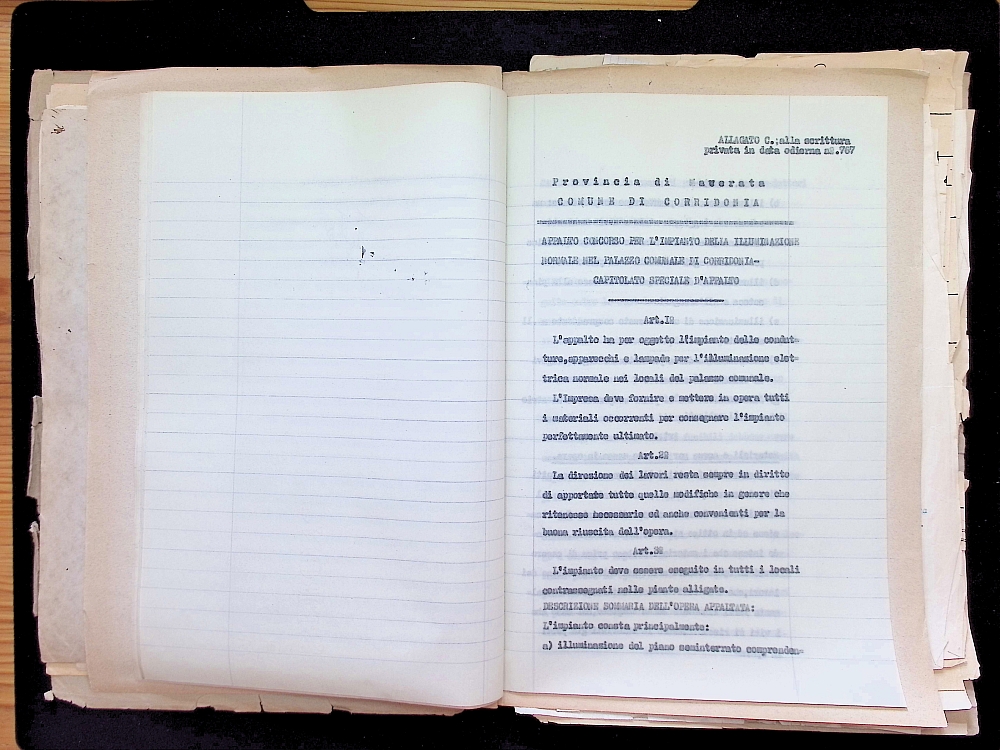 ALLAGATO C.;alla scrittura
privata in data odierna nº.767
Provincia di Maverata
COMUNE DI CORRIDONIA
APPALTO CONCORSO PER L'IMPIANTO DELLA ILLUMINAZIONE
NORMALE NEL PALAZZO COMUNALE DI CORRIDONIA-
CAPITOLATO SPECIALE D'APPALTO
Art.Iº
L'appalto ha per oggetto l'impianto delle condut-
ture,apparecchi e lampade per l'illuminazione elet-
trica normale nei locali del palazzo comunale.
L'Impresa deve fornire e mettere in opera tutti
i materiali occorrenti per consegnare l'impianto
perfettamente ultimato.
Art.2º
La direzione dei lavori resta sempre in diritto
di apportate tutte quelle modifiche in genere che
ritenesse necessarie ed anche convenienti per la
buona riuscita dell'opera.
Art.3º
L'impianto deve essere eseguito in tutti i locali
contrassegnati nelle piante alligate.
DESCRIZIONE SOMMARIA DELL'OPERA APPALTATA:
L'impianto consta principalmente:
a) illuminazione del piano seminterrato comprenden-